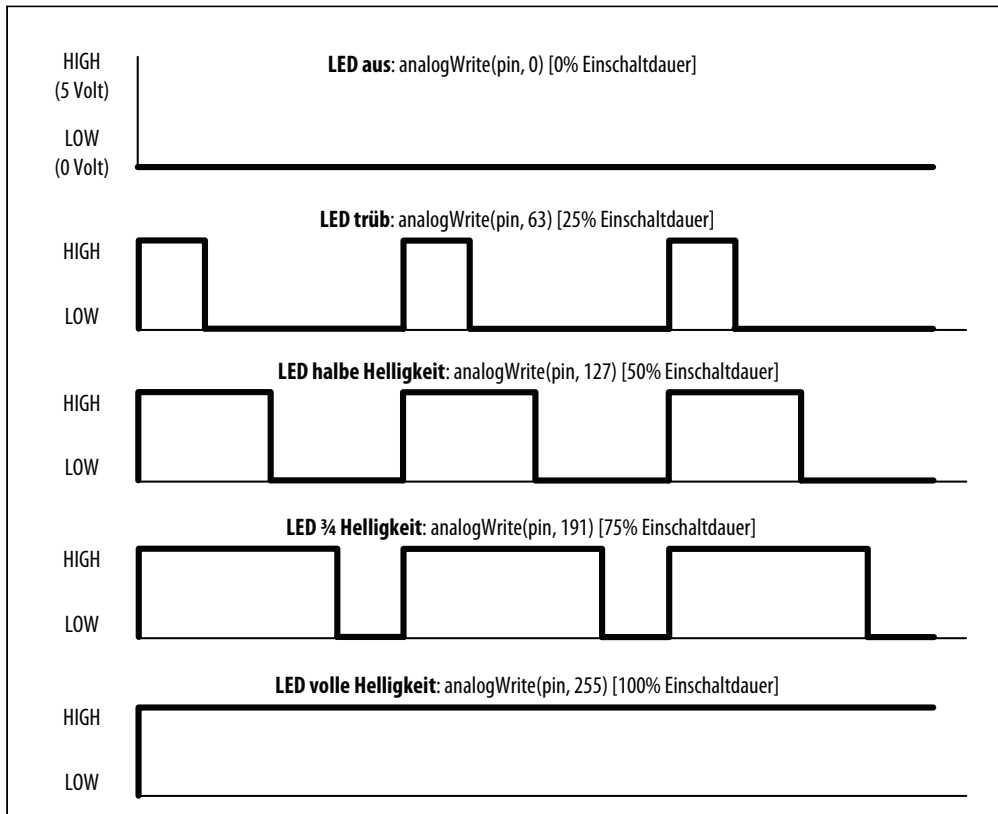 LED aus: analogWrite(pin, 0) [0% Einschaltdauer]
HIGH
(5 Volt)
LOW
(0 Volt)
LED trüb: analogWrite(pin, 63) [25% Einschaltdauer]
HIGH
LOW
LED halbe Helligkeit: analogWrite(pin, 127) [50% Einschaltdauer]
HIGH
LOW
LED ¾ Helligkeit: analogWrite(pin, 191) [75% Einschaltdauer]
HIGH
LOW
LED volle Helligkeit: analogWrite(pin, 255) [100% Einschaltdauer]
HIGH
LOW